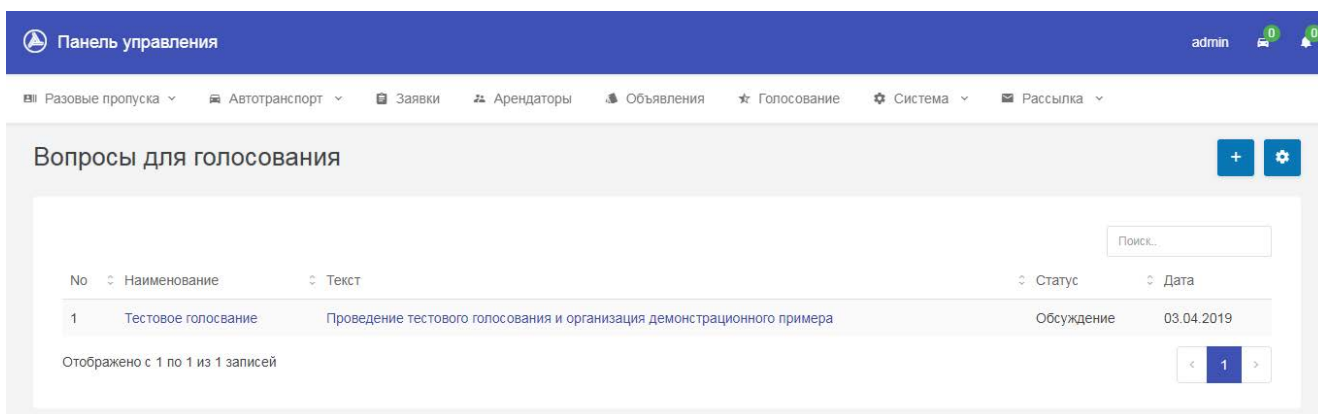 Панель управления admin 0 0
Разовые пропуска Автотранспорт Заявки Арендаторы Объявления Голосование Система Рассылка
Вопросы для голосования +
Поиск..
No Наименование Текст Статус Дата
1 Тестовое голосвание Проведение тестового голосования и организация демонстрационного примера Обсуждение 03.04.2019
Отображено с 1 по 1 из 1 записей < 1 >